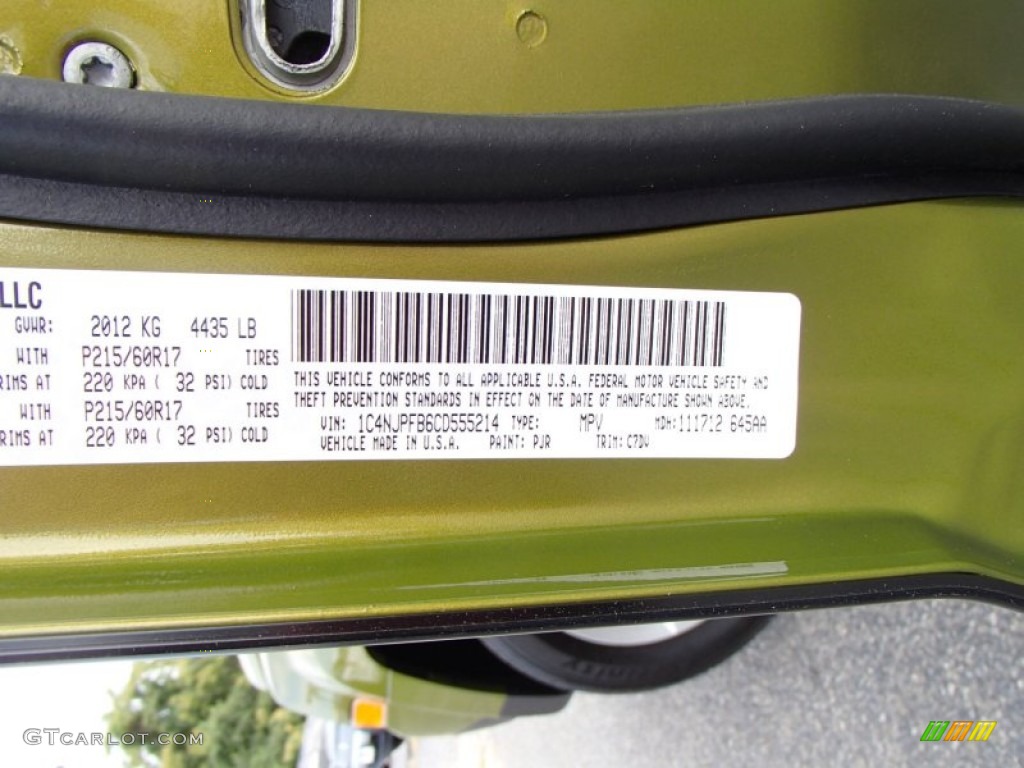 LLC
GVWR: 2012 KG 4435 LB
WITH P215/60R17 TIRES
RIMS AT 220 KPA ( 32 PSI) COLD
WITH P215/60R17 TIRES
RIMS AT 220 KPA ( 32 PSI) COLD
THIS VEHICLE CONFORMS TO ALL APPLICABLE U.S.A. FEDERAL MOTOR VEHICLE SAFETY AND
THEFT PREVENTION STANDARDS IN EFFECT ON THE DATE OF MANUFACTURE SHOWN ABOVE.
VIN: 1C4NJPFB6CD555214 TYPE: MPV MDH:111712 645AA
VEHICLE MADE IN U.S.A. PAINT: PJR TRIM: C7DV
GTCARLOT.COM